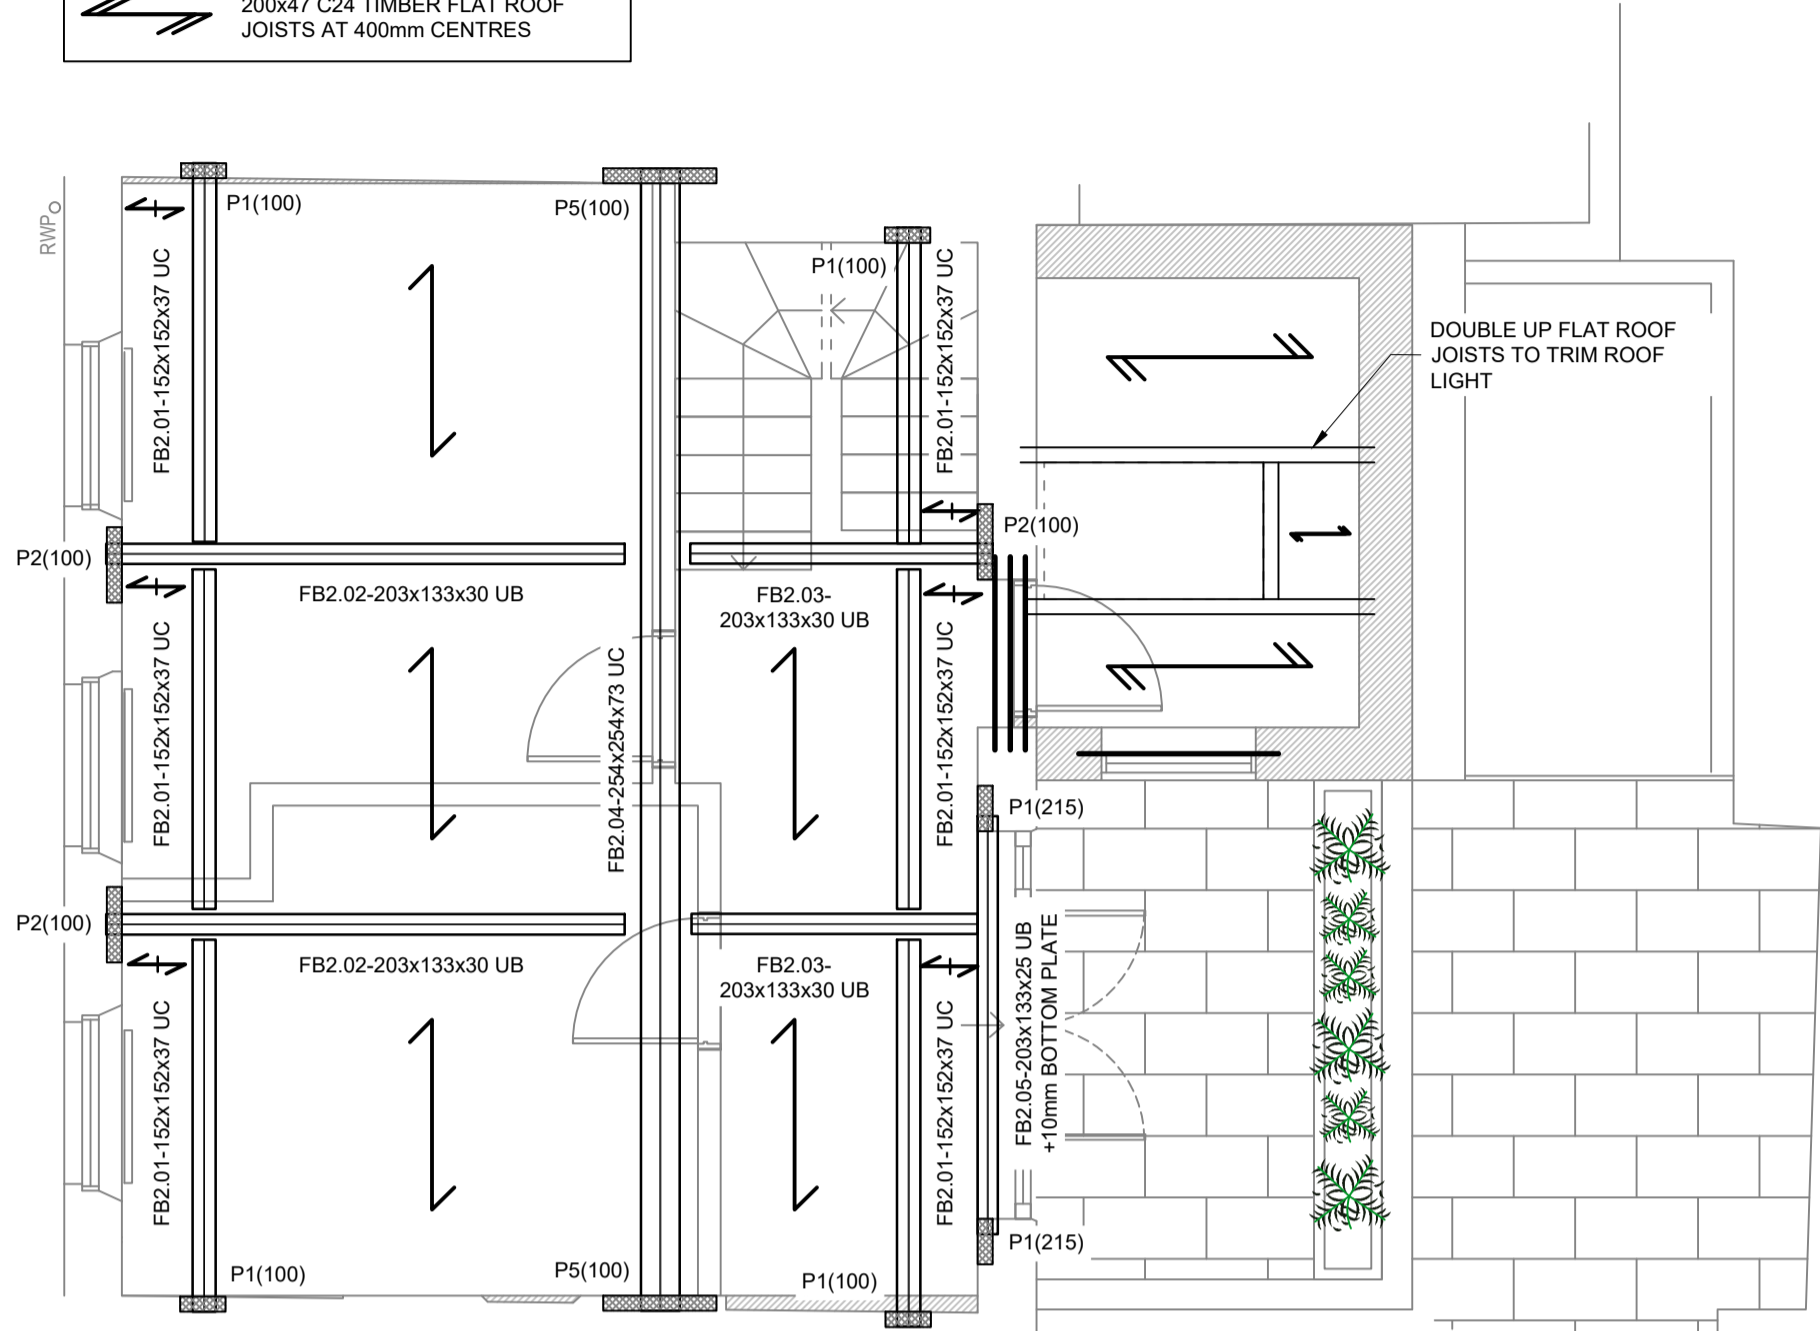 200x47 C24 TIMBER FLAT ROOF
JOISTS AT 400mm CENTRES
RWP
P1(100)
P5(100)
P1(100)
FB2.01-152x152x37 UC
FB2.01-152x152x37 UC
DOUBLE UP FLAT ROOF
JOISTS TO TRIM ROOF
LIGHT
P2(100)
P2(100)
FB2.02-203x133x30 UB
FB2.03-
203x133x30 UB
FB2.01-152x152x37 UC
FB2.04-254x254x73 UC
FB2.01-152x152x37 UC
P1(215)
P2(100)
FB2.02-203x133x30 UB
FB2.03-
203x133x30 UB
FB2.01-152x152x37 UC
FB2.01-152x152x37 UC
FB2.05-203x133x25 UB
+10mm BOTTOM PLATE
P1(215)
P1(100)
P5(100)
P1(100)